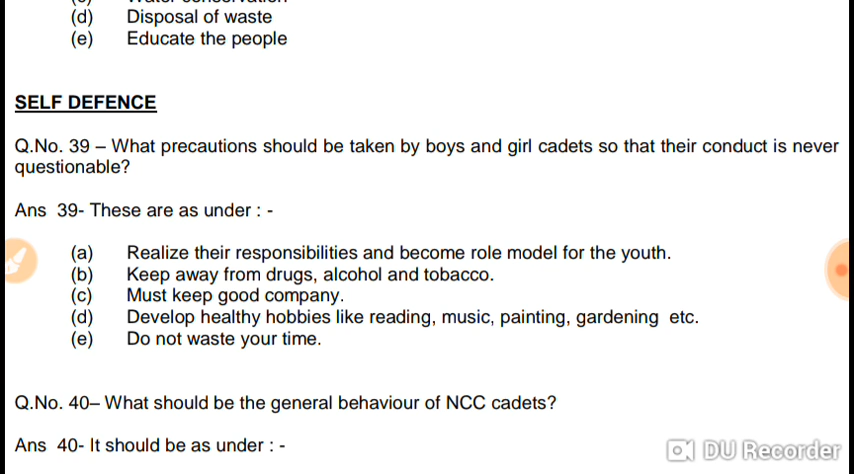 (d) Disposal of waste
(e) Educate the people
SELF DEFENCE
Q.No. 39 – What precautions should be taken by boys and girl cadets so that their conduct is never
questionable?
Ans 39- These are as under : -
(a) Realize their responsibilities and become role model for the youth.
(b) Keep away from drugs, alcohol and tobacco.
(c) Must keep good company.
(d) Develop healthy hobbies like reading, music, painting, gardening etc.
(e) Do not waste your time.
Q.No. 40– What should be the general behaviour of NCC cadets?
Ans 40- It should be as under : -
DU Recorder